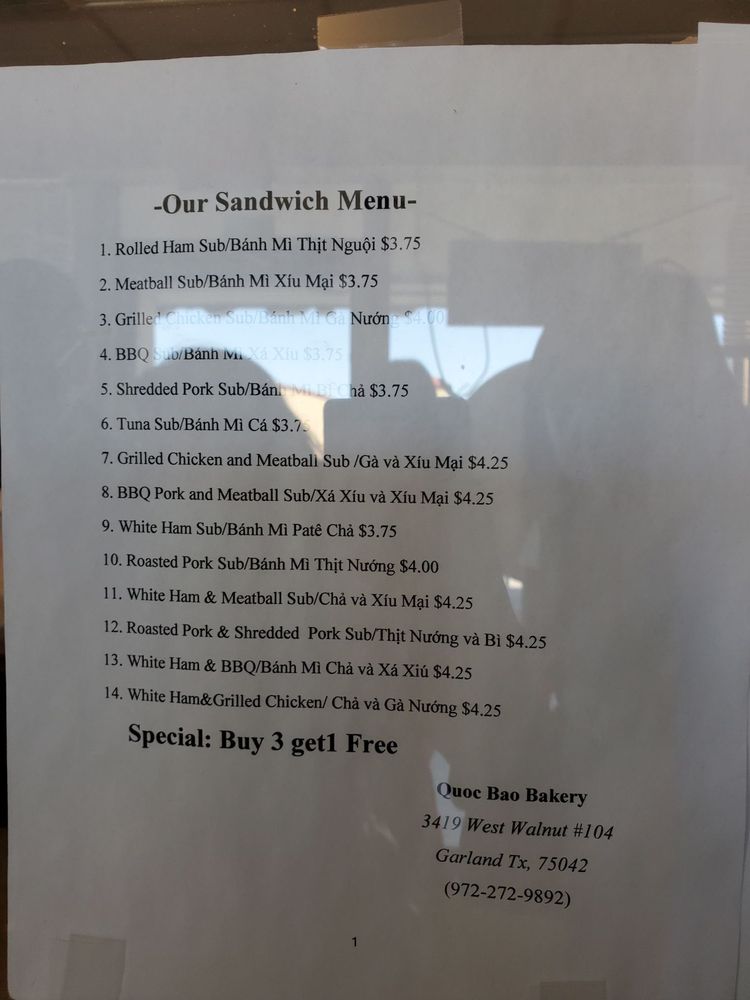 -Our Sandwich Menu-
1. Rolled Ham Sub/Bánh Mì Thịt Nguội $3.75
2. Meatball Sub/Bánh Mì Xíu Mại $3.75
3. Grilled Chicken Sub/Bánh Mì Gà Nướng $4.00
4. BBQ Sub/Bánh Mì Xá Xíu $3.75
5. Shredded Pork Sub/Bánh Mì Bì Chả $3.75
6. Tuna Sub/Bánh Mì Cá $3.75
7. Grilled Chicken and Meatball Sub /Gà và Xíu Mại $4.25
8. BBQ Pork and Meatball Sub/Xá Xíu và Xíu Mại $4.25
9. White Ham Sub/Bánh Mì Patê Chả $3.75
10. Roasted Pork Sub/Bánh Mì Thịt Nướng $4.00
11. White Ham & Meatball Sub/Chả và Xíu Mại $4.25
12. Roasted Pork & Shredded Pork Sub/Thịt Nướng và Bì $4.25
13. White Ham & BBQ/Bánh Mì Chả và Xá Xiú $4.25
14. White Ham&Grilled Chicken/ Chả và Gà Nướng $4.25
Special: Buy 3 get1 Free
Quoc Bao Bakery
3419 West Walnut #104
Garland Tx, 75042
(972-272-9892)
1